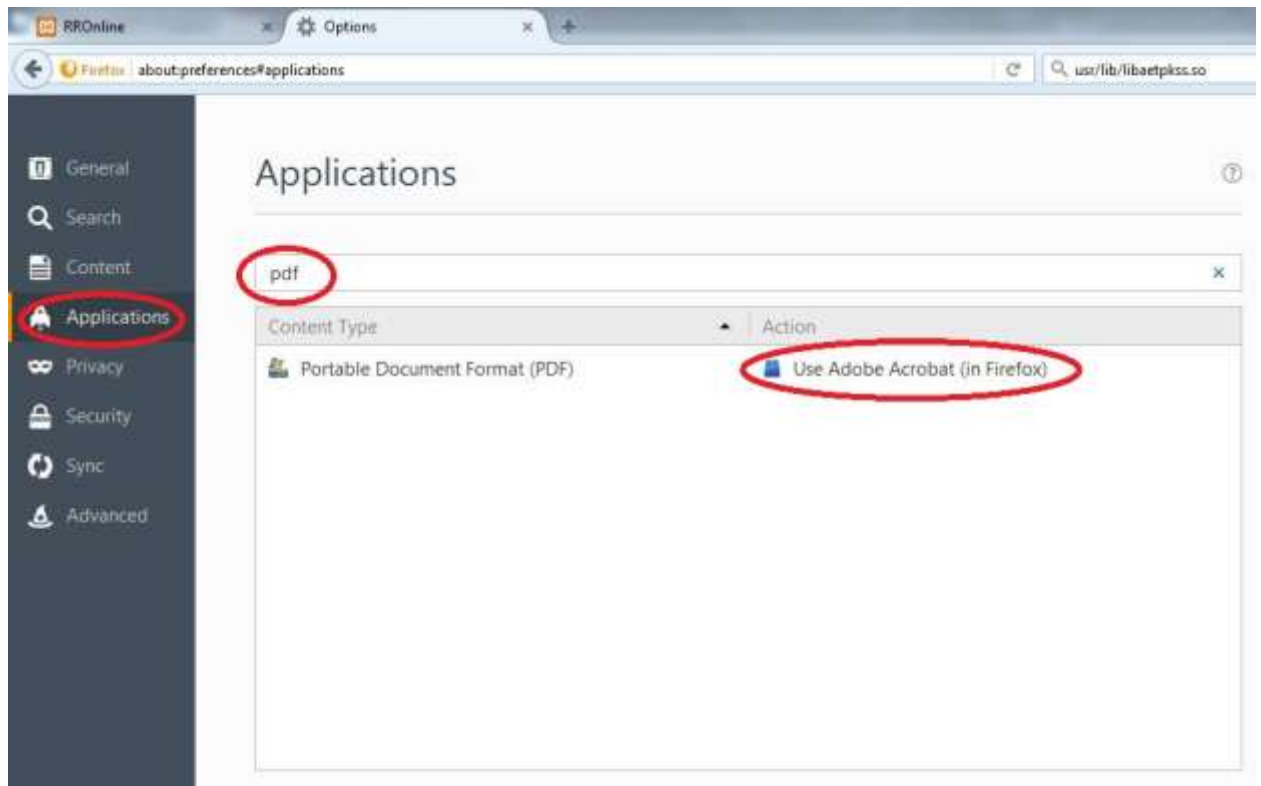 RROnline
Options
Firefox about:preferences#applications
usr/lib/libaetpkss.so
General
Search
Content
Applications
Privacy
Security
Sync
Advanced
Applications
pdf
Content Type
Action
Portable Document Format (PDF)
Use Adobe Acrobat (in Firefox)